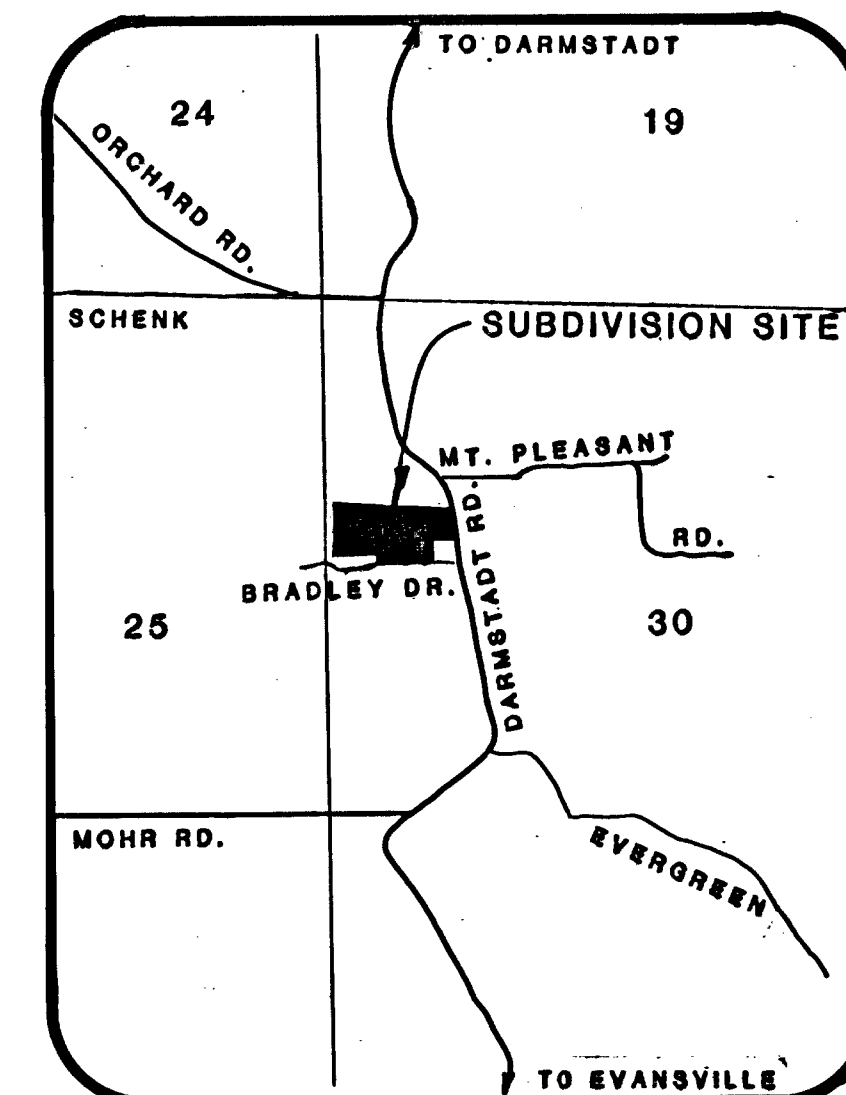 TO DARMSTADT
24
19
ORCHARD RD.
SCHENK
SUBDIVISION SITE
MT. PLEASANT
RD.
DARMSTADT RD.
BRADLEY DR.
25
30
MOHR RD.
EVERGREEN
TO EVANSVILLE